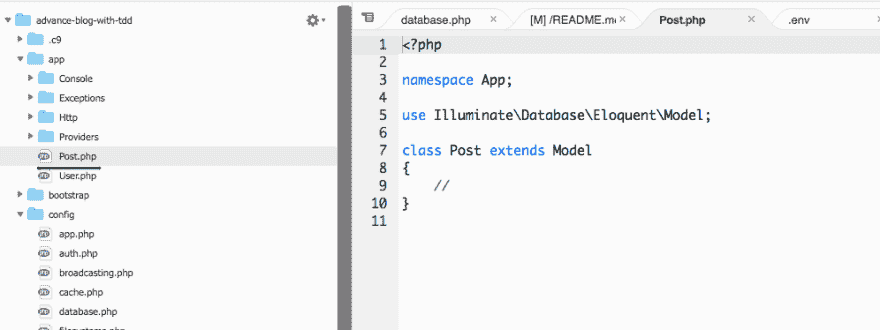 advance-blog-with-tdd
.c9
app
Console
Exceptions
Http
Providers
Post.php
User.php
bootstrap
config
app.php
auth.php
broadcasting.php
cache.php
database.php
filesystems.php
database.php
[M] /README.m
Post.php
.env
1 <?php
2
3 namespace App;
4
5 use Illuminate\Database\Eloquent\Model;
6
7 class Post extends Model
8 {
9 //
10 }
11